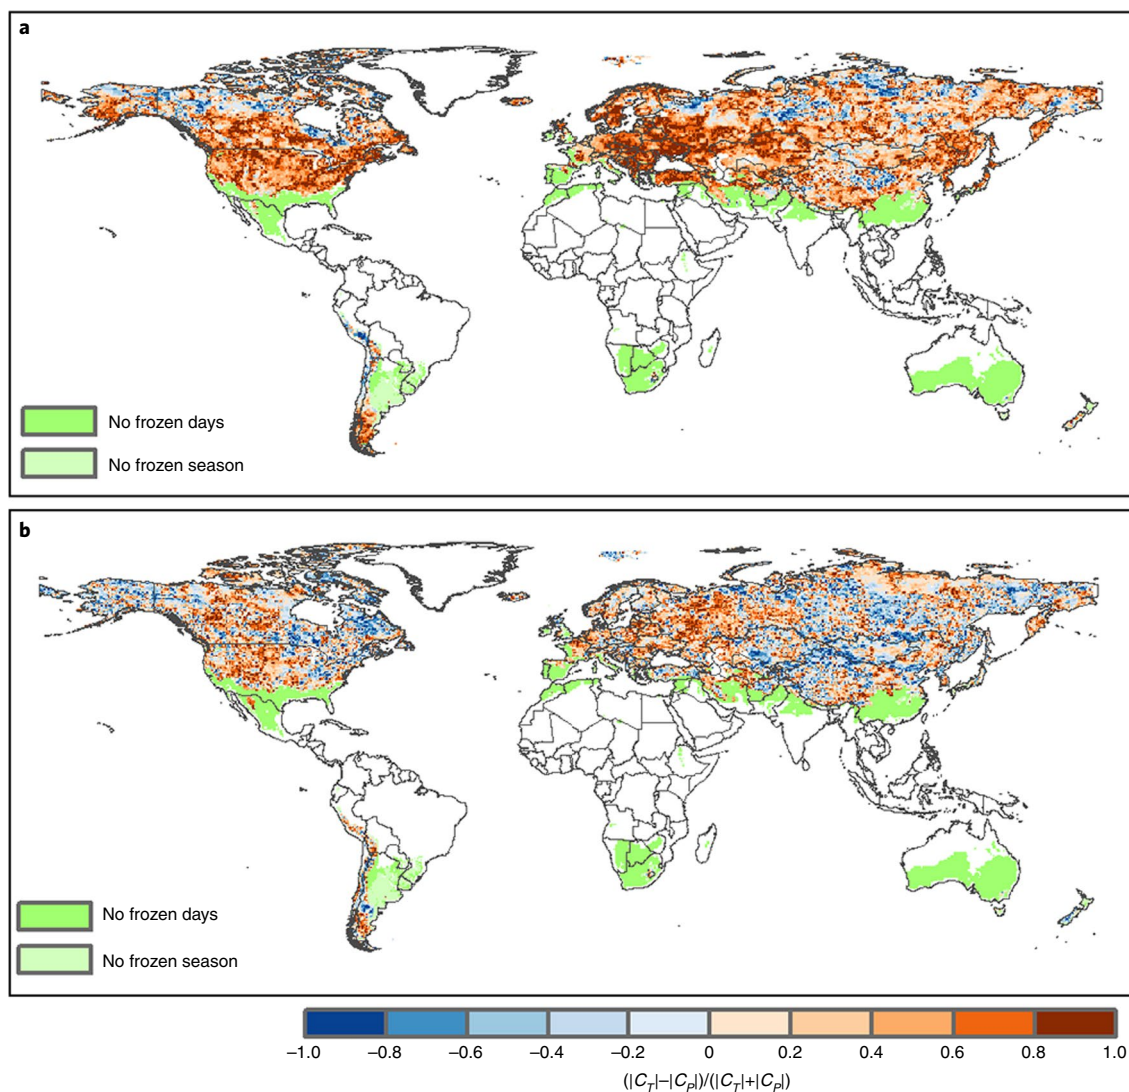 a
No frozen days
No frozen season
b
No frozen days
No frozen season
–1.0 –0.8 –0.6 –0.4 –0.2 0 0.2 0.4 0.6 0.8 1.0
(|C_T|–|C_P|)/(|C_T|+|C_P|)